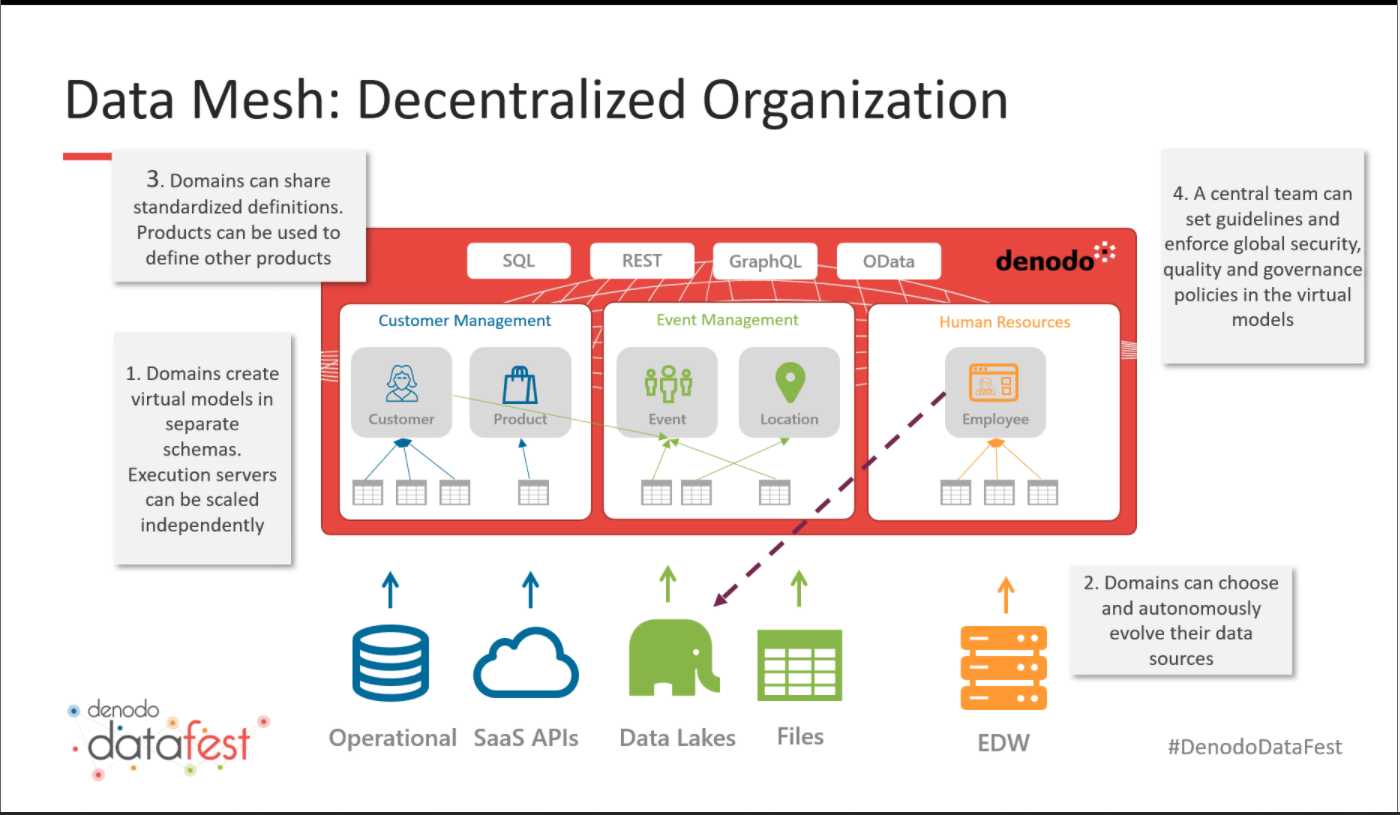 Data Mesh: Decentralized Organization
3. Domains can share
standardized definitions.
Products can be used to
define other products
4. A central team can
set guidelines and
enforce global security,
quality and governance
policies in the virtual
models
SQL
REST
GraphQL
OData
denodo
Customer Management
Event Management
Human Resources
1. Domains create
virtual models in
separate
schemas.
Execution servers
can be scaled
independently
Customer
Product
Event
Location
Employee
2. Domains can choose
and autonomously
evolve their data
sources
Operational
SaaS APIs
Data Lakes
Files
EDW
denodo
datafest
#DenodoDataFest